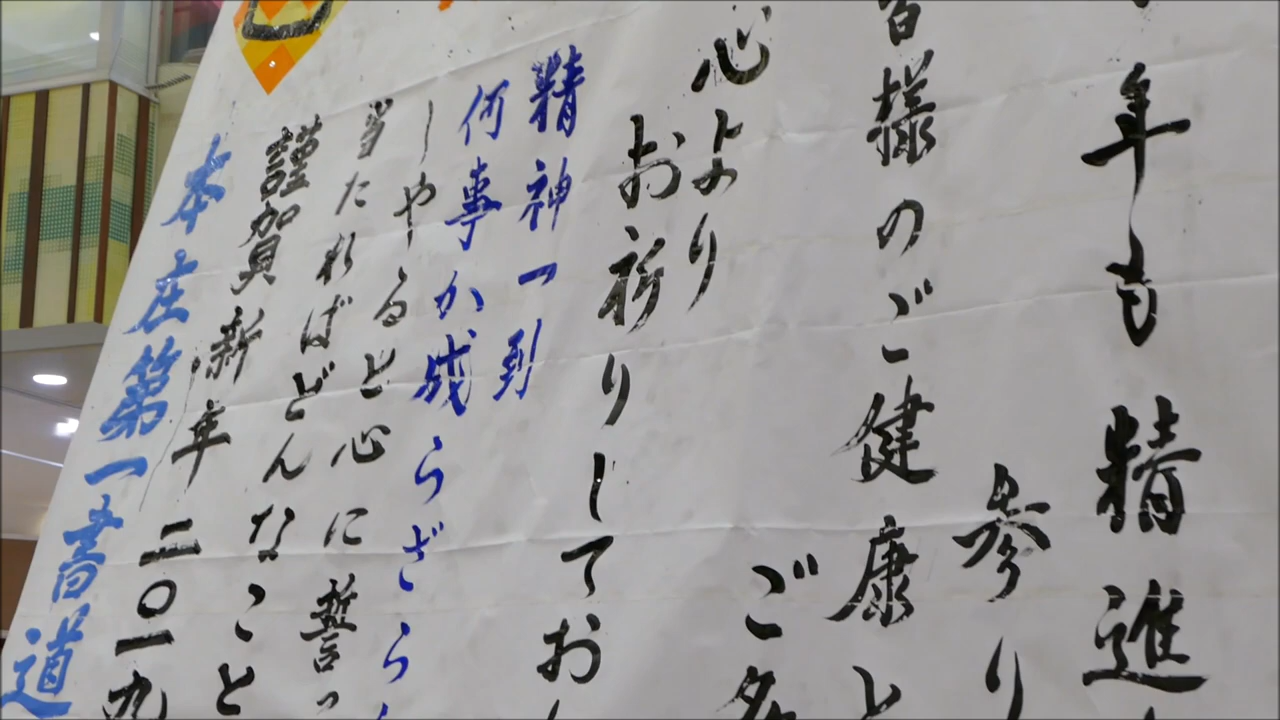 年も精進
参り
皆様のご健康と
ご多
心より
お祈りしてお
精神一到
何事か成らざらん
しやると心に誓っ
当たればどんなこと
謹賀新年 二〇一九
本庄第一書道